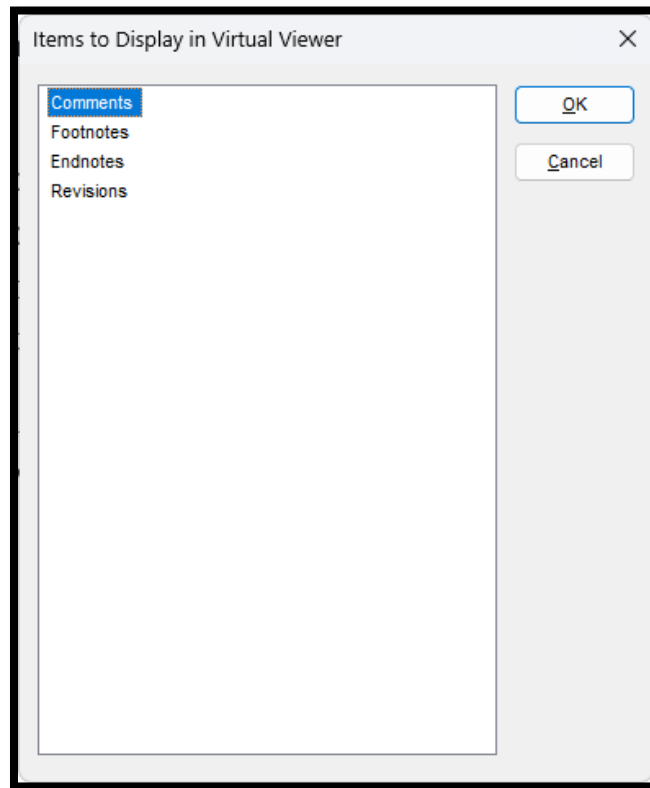 Items to Display in Virtual Viewer
Comments
Footnotes
Endnotes
Revisions
OK
Cancel